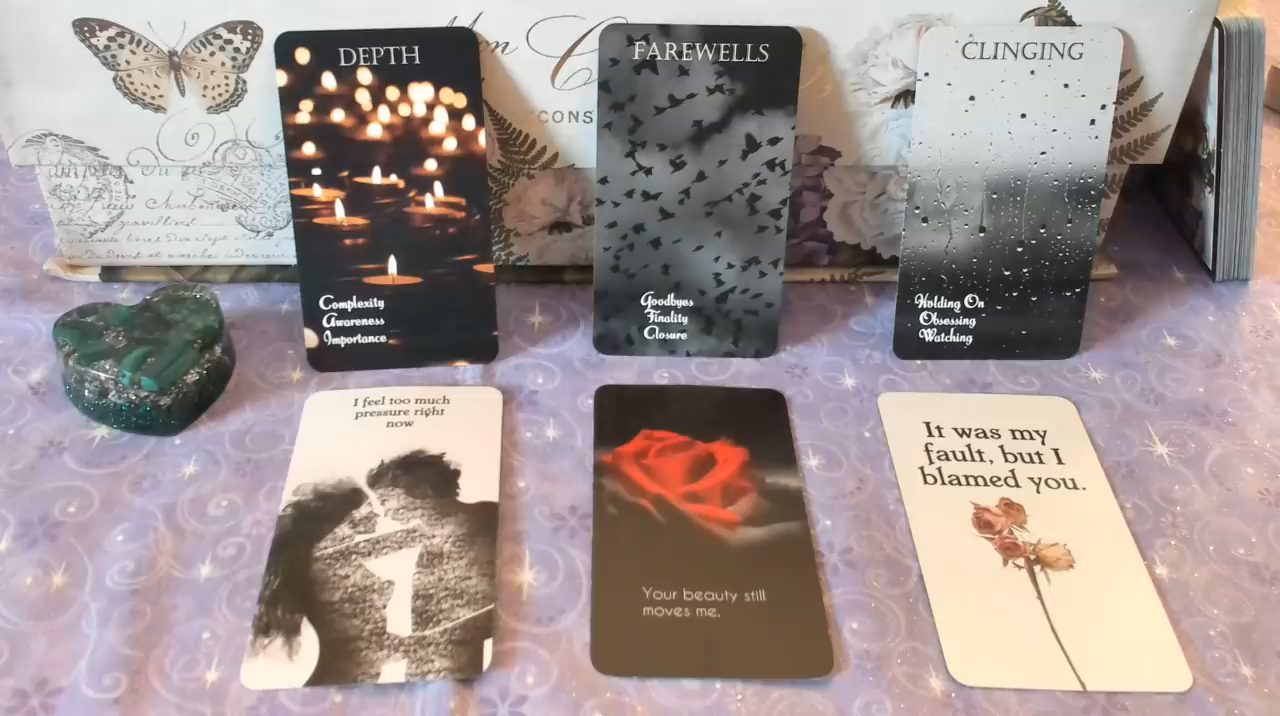 DEPTH
Complexity
Awareness
Importance
FAREWELLS
Goodbyes
Finality
Closure
CLINGING
Holding On
Obsessing
Watching
CONS
I feel too much
pressure right
now
Your beauty still
moves me.
It was my
fault, but I
blamed you.